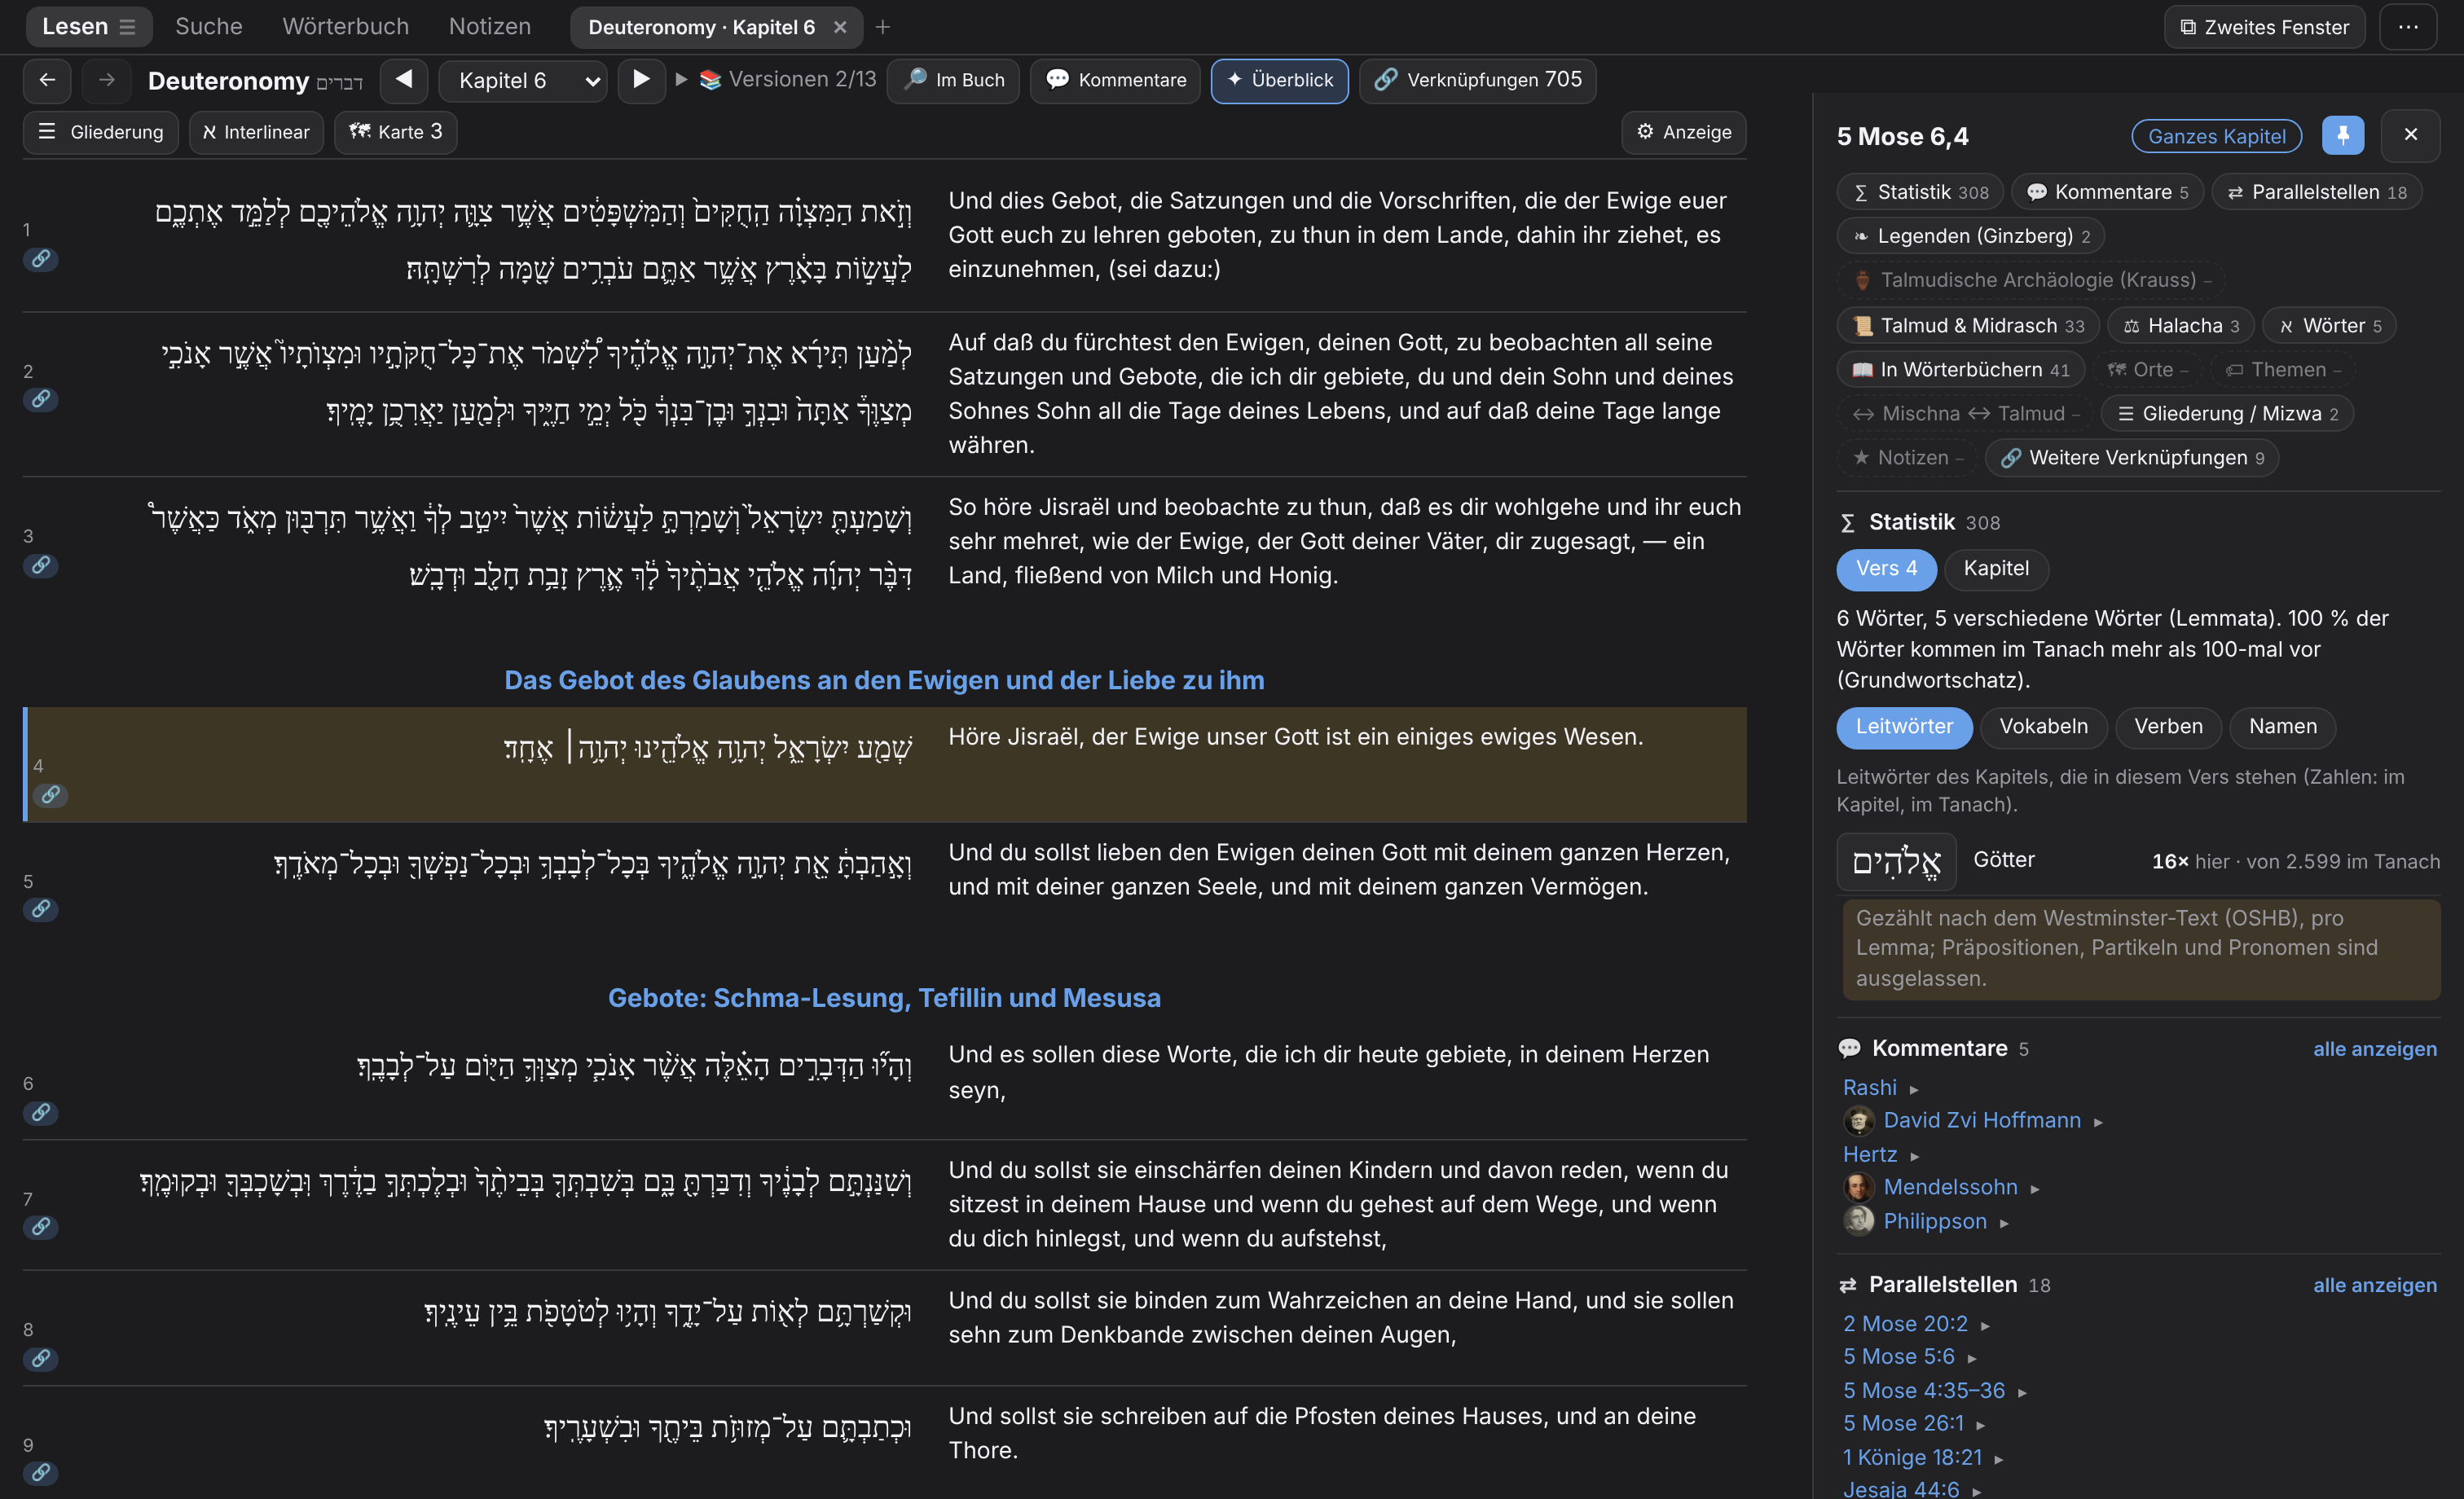 Lesen ☰ Suche Wörterbuch Notizen Deuteronomy · Kapitel 6 × + Zweites Fenster ⋯
← → Deuteronomy דברים ◀ Kapitel 6 ▶ ▶ Versionen 2/13 Im Buch Kommentare Überblick Verknüpfungen 705
☰ Gliederung א Interlinear Karte 3 Anzeige
1
וְזֹ֣את הַמִּצְוָ֗ה הַֽחֻקִּים֙ וְהַמִּשְׁפָּטִ֔ים אֲשֶׁ֥ר צִוָּ֛ה יְהוָ֥ה אֱלֹהֵיכֶ֖ם לְלַמֵּ֣ד אֶתְכֶ֑ם
לַעֲשׂ֣וֹת בָּאָ֔רֶץ אֲשֶׁ֥ר אַתֶּ֛ם עֹבְרִ֥ים שָׁ֖מָּה לְרִשְׁתָּֽהּ׃
Und dies Gebot, die Satzungen und die Vorschriften, die der Ewige euer
Gott euch zu lehren geboten, zu thun in dem Lande, dahin ihr ziehet, es
einzunehmen, (sei dazu:)
2
לְמַ֨עַן תִּירָ֜א אֶת־יְהוָ֣ה אֱלֹהֶ֗יךָ לִ֠שְׁמֹר אֶת־כָּל־חֻקֹּתָ֣יו וּמִצְוֺתָיו֮ אֲשֶׁ֣ר אָנֹכִ֣י
מְצַוֶּךָ֒ אַתָּה֙ וּבִנְךָ֣ וּבֶן־בִּנְךָ֔ כֹּ֖ל יְמֵ֣י חַיֶּ֑יךָ וּלְמַ֖עַן יַאֲרִכֻ֥ן יָמֶֽיךָ׃
Auf daß du fürchtest den Ewigen, deinen Gott, zu beobachten all seine
Satzungen und Gebote, die ich dir gebiete, du und dein Sohn und deines
Sohnes Sohn all die Tage deines Lebens, und auf daß deine Tage lange
währen.
3
וְשָׁמַעְתָּ֤ יִשְׂרָאֵל֙ וְשָׁמַרְתָּ֣ לַעֲשׂ֔וֹת אֲשֶׁר֙ יִיטַ֣ב לְךָ֔ וַאֲשֶׁ֥ר תִּרְבּ֖וּן מְאֹ֑ד כַּאֲשֶׁר֩
דִּבֶּ֨ר יְהוָ֜ה אֱלֹהֵ֤י אֲבֹתֶ֙יךָ֙ לָ֔ךְ אֶ֛רֶץ זָבַ֥ת חָלָ֖ב וּדְבָֽשׁ׃
So höre Jisraël und beobachte zu thun, daß es dir wohlgehe und ihr euch
sehr mehret, wie der Ewige, der Gott deiner Väter, dir zugesagt, — ein
Land, fließend von Milch und Honig.
Das Gebot des Glaubens an den Ewigen und der Liebe zu ihm
4
שְׁמַ֖ע יִשְׂרָאֵ֑ל יְהוָ֥ה אֱלֹהֵ֖ינוּ יְהוָ֥ה ׀ אֶחָֽד׃
Höre Jisraël, der Ewige unser Gott ist ein einiges ewiges Wesen.
5
וְאָ֣הַבְתָּ֔ אֵ֖ת יְהוָ֣ה אֱלֹהֶ֑יךָ בְּכָל־לְבָבְךָ֥ וּבְכָל־נַפְשְׁךָ֖ וּבְכָל־מְאֹדֶֽךָ׃
Und du sollst lieben den Ewigen deinen Gott mit deinem ganzen Herzen,
und mit deiner ganzen Seele, und mit deinem ganzen Vermögen.
Gebote: Schma-Lesung, Tefillin und Mesusa
6
וְהָי֞וּ הַדְּבָרִ֣ים הָאֵ֗לֶּה אֲשֶׁ֨ר אָנֹכִ֧י מְצַוְּךָ֛ הַיּ֖וֹם עַל־לְבָבֶֽךָ׃
Und es sollen diese Worte, die ich dir heute gebiete, in deinem Herzen
seyn,
7
וְשִׁנַּנְתָּ֣ם לְבָנֶ֔יךָ וְדִבַּרְתָּ֖ בָּ֑ם בְּשִׁבְתְּךָ֤ בְּבֵיתֶ֙ךָ֙ וּבְלֶכְתְּךָ֣ בַדֶּ֔רֶךְ וּֽבְשָׁכְבְּךָ֖ וּבְקוּמֶֽךָ׃
Und du sollst sie einschärfen deinen Kindern und davon reden, wenn du
sitzest in deinem Hause und wenn du gehest auf dem Wege, und wenn
du dich hinlegst, und wenn du aufstehst,
8
וּקְשַׁרְתָּ֥ם לְא֖וֹת עַל־יָדֶ֑ךָ וְהָי֥וּ לְטֹטָפֹ֖ת בֵּ֥ין עֵינֶֽיךָ׃
Und du sollst sie binden zum Wahrzeichen an deine Hand, und sie sollen
sehn zum Denkbande zwischen deinen Augen,
9
וּכְתַבְתָּ֛ם עַל־מְזוּזֹ֥ת בֵּיתֶ֖ךָ וּבִשְׁעָרֶֽיךָ׃
Und sollst sie schreiben auf die Pfosten deines Hauses, und an deine
Thore.
5 Mose 6,4 Ganzes Kapitel ×
∑ Statistik 308 Kommentare 5 ⇄ Parallelstellen 18
Legenden (Ginzberg) 2
Talmudische Archäologie (Krauss) –
Talmud & Midrasch 33 Halacha 3 א Wörter 5
In Wörterbüchern 41 Orte – Themen –
↔ Mischna ↔ Talmud – ☰ Gliederung / Mizwa 2
★ Notizen – Weitere Verknüpfungen 9
∑ Statistik 308
Vers 4 Kapitel
6 Wörter, 5 verschiedene Wörter (Lemmata). 100 % der
Wörter kommen im Tanach mehr als 100-mal vor
(Grundwortschatz).
Leitwörter Vokabeln Verben Namen
Leitwörter des Kapitels, die in diesem Vers stehen (Zahlen: im
Kapitel, im Tanach).
אֱלֹהִים Götter 16× hier · von 2.599 im Tanach
Gezählt nach dem Westminster-Text (OSHB), pro
Lemma; Präpositionen, Partikeln und Pronomen sind
ausgelassen.
Kommentare 5 alle anzeigen
Rashi ▸
David Zvi Hoffmann ▸
Hertz ▸
Mendelssohn ▸
Philippson ▸
⇄ Parallelstellen 18 alle anzeigen
2 Mose 20:2 ▸
5 Mose 5:6 ▸
5 Mose 4:35–36 ▸
5 Mose 26:1 ▸
1 Könige 18:21 ▸
Jesaja 44:6 ▸